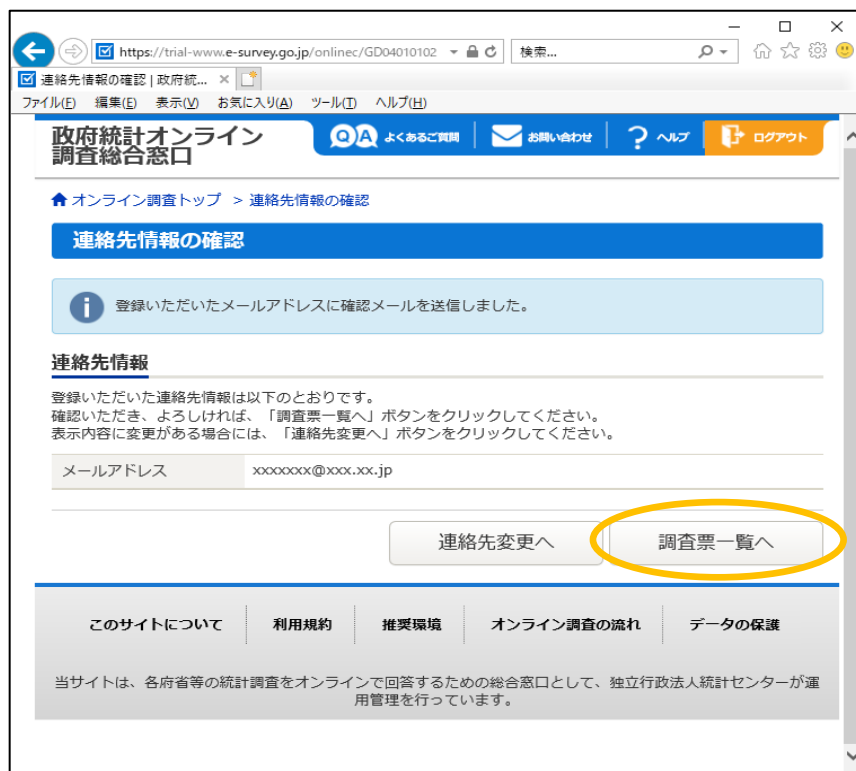 https://trial-www.e-survey.go.jp/onlinec/GD04010102
検索...
連絡先情報の確認 | 政府統...
ファイル(F) 編集(E) 表示(V) お気に入り(A) ツール(T) ヘルプ(H)
政府統計オンライン
調査総合窓口
Q A よくあるご質問
お問い合わせ
? ヘルプ
ログアウト
オンライン調査トップ > 連絡先情報の確認
連絡先情報の確認
i 登録いただいたメールアドレスに確認メールを送信しました。
連絡先情報
登録いただいた連絡先情報は以下のとおりです。
確認いただき、よろしければ、「調査票一覧へ」ボタンをクリックしてください。
表示内容に変更がある場合には、「連絡先変更へ」ボタンをクリックしてください。
メールアドレス xxxxxxx@xxx.xx.jp
連絡先変更へ 調査票一覧へ
このサイトについて 利用規約 推奨環境 オンライン調査の流れ データの保護
当サイトは、各府省等の統計調査をオンラインで回答するための総合窓口として、独立行政法人統計センターが運
用管理を行っています。